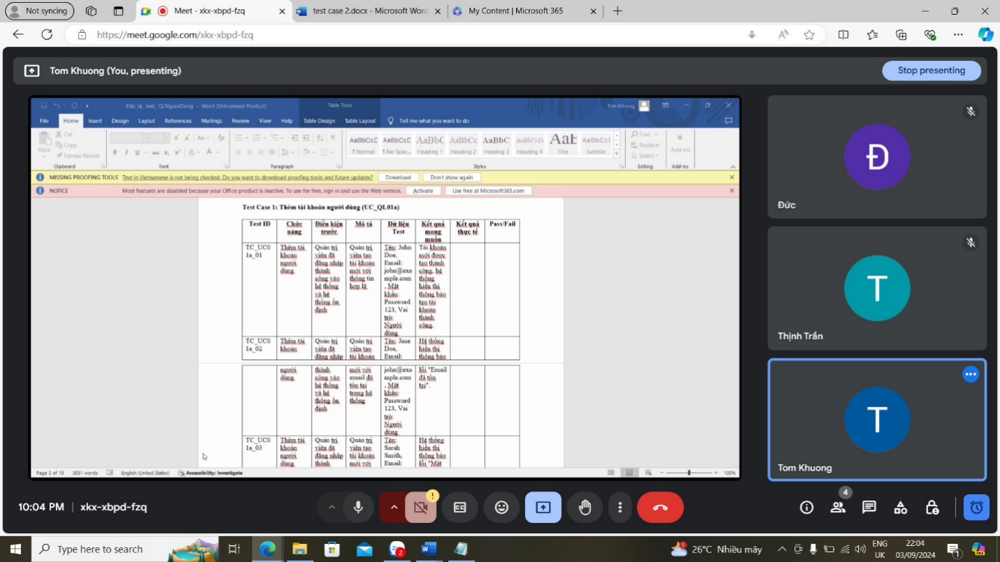 Not syncing
Meet - xkx-xbpd-fzq
test case 2.docx - Microsoft Word
My Content | Microsoft 365
https://meet.google.com/xkx-xbpd-fzq
Tom Khuong (You, presenting)
Stop presenting
Đăc tả_test_QLNguoiDung - Word (Unlicensed Product)
Table Tools
Tom Khuong
File Home Insert Design Layout References Mailings Review View Help Table Design Table Layout Tell me what you want to do
Paste
Cut
Copy
Format Painter
AaBbCcC AaBbCcC AaBbC AaBbCc AaBbC AaBbCcD. AaB AaBbCcI
¶ Normal ¶ No Spac... Heading 1 Heading 2 Heading 3 Heading 4 Title Subtitle
Find
Replace
Select
Add-ins
Clipboard Font Paragraph Styles Editing Add-ins
MISSING PROOFING TOOLS Text in Vietnamese is not being checked. Do you want to download proofing tools and future updates? Download Don't show again
NOTICE Most features are disabled because your Office product is inactive. To use for free, sign in and use the Web version. Activate Use free at Microsoft365.com
Test Case 1: Thêm tài khoản người dùng (UC_QL01a)
Test ID
Chức
năng
Điều kiện
trước
Mô tả
Dữ liệu
Test
Kết quả
mong
muốn
Kết quả
thực tế
Pass/Fail
TC_UC0
1a_01
Thêm tài
khoản
người
dùng
Quản trị
viên đã
đăng nhập
thành
công vào
hệ thống
và hệ
thống ổn
định
Quản trị
viên tạo
tài khoản
mới với
thông tin
hợp lệ
Tên: John
Doe,
Email:
john@exa
mple.com
, Mật
khẩu:
Password
123, Vai
trò:
Người
dùng
Tài khoản
mới được
tạo thành
công, hệ
thống
hiển thị
thông báo
tạo tài
khoản
thành
công.
TC_UC0
1a_02
Thêm tài
khoản
người
dùng
Quản trị
viên đã
đăng nhập
thành
công vào
hệ thống
và hệ
thống ổn
định
Quản trị
viên tạo
tài khoản
mới với
email đã
tồn tại
trong hệ
thống
Tên: Jane
Doe,
Email:
john@exa
mple.com
, Mật
khẩu:
Password
123, Vai
trò:
Người
dùng
Hệ thống
hiển thị
thông báo
lỗi "Email
đã tồn
tại".
TC_UC0
1a_03
Thêm tài
khoản
người
dùng
Quản trị
viên đã
đăng nhập
thành
Quản trị
viên tạo
tài khoản
mới với
Tên:
Sarah
Smith,
Email:
Hệ thống
hiển thị
thông báo
lỗi "Mật
Page 3 of 10 3051 words English (United States) Accessibility: Investigate
100%
Đ
Đức
T
Thịnh Trần
T
Tom Khuong
10:04 PM | xkx-xbpd-fzq
4
Type here to search
2
26°C Nhiều mây
ENG
UK
22:04
03/09/2024
1